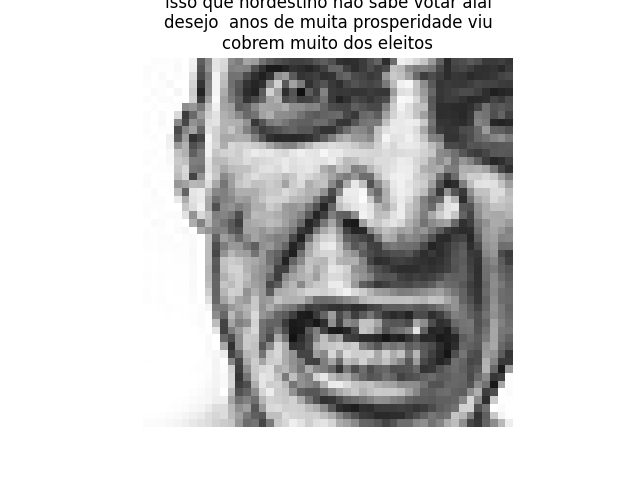 isso que nordestino não sabe votar aiai
desejo  anos de muita prosperidade viu
cobrem muito dos eleitos